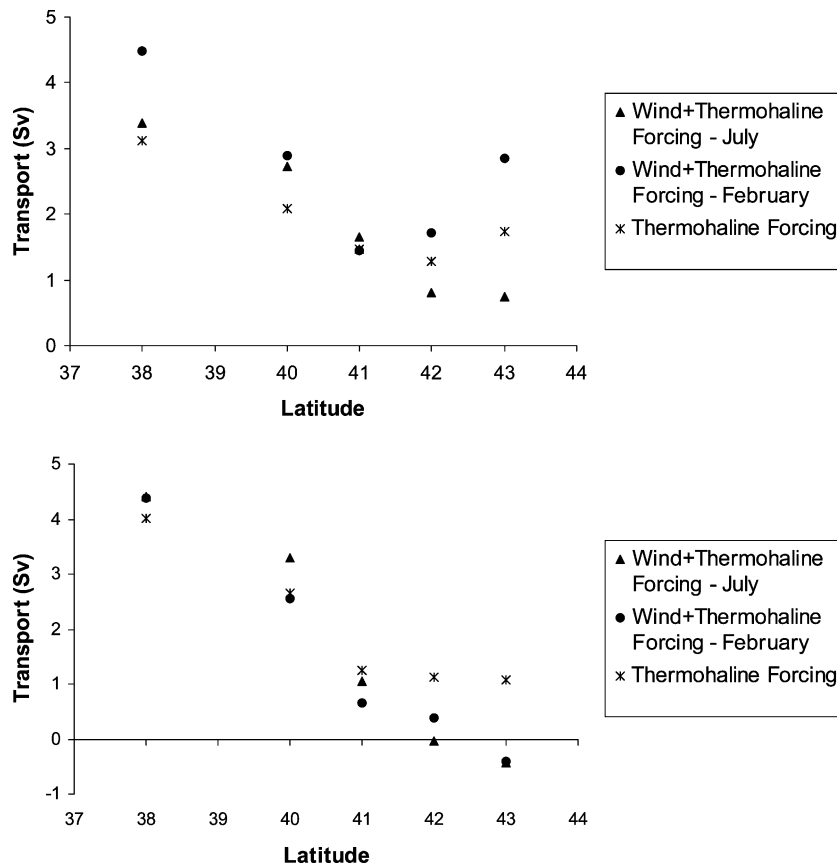 5
4
3
2
1
0
Transport (Sv)
37 38 39 40 41 42 43 44
Latitude
Wind+Thermohaline
Forcing - July
Wind+Thermohaline
Forcing - February
Thermohaline Forcing
5
4
3
2
1
0
-1
Transport (Sv)
37 38 39 40 41 42 43 44
Latitude
Wind+Thermohaline
Forcing - July
Wind+Thermohaline
Forcing - February
Thermohaline Forcing